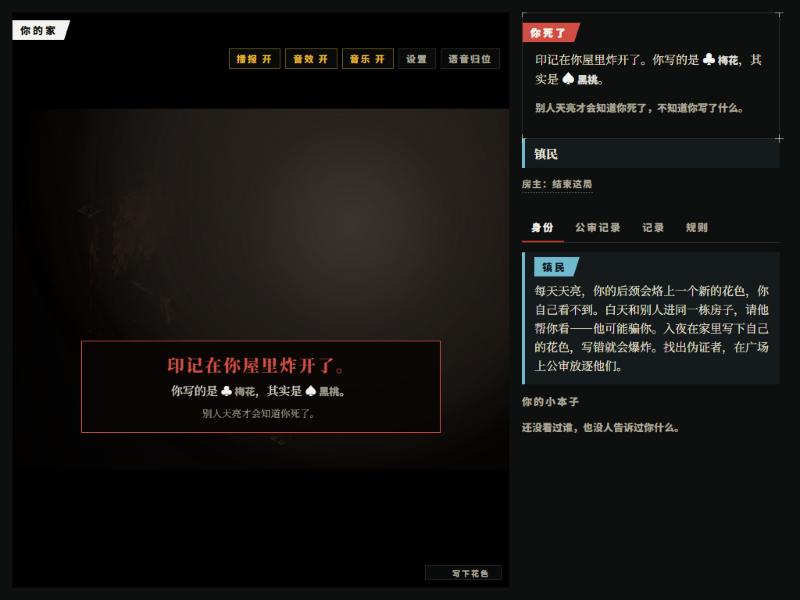 你的家
播报 开
音效 开
音乐 开
设置
语音归位
印记在你屋里炸开了。
你写的是 ♣ 梅花，其实是 ♠ 黑桃。
别人天亮才会知道你死了。
写下花色
你死了
印记在你屋里炸开了。你写的是 ♣ 梅花，其
实是 ♠ 黑桃。
别人天亮才会知道你死了，不知道你写了什么。
镇民
房主：结束这局
身份
公审记录
记录
规则
镇民
每天天亮，你的后颈会烙上一个新的花色，你
自己看不到。白天和别人进同一栋房子，请他
帮你看——他可能骗你。入夜在家里写下自己
的花色，写错就会爆炸。找出伪证者，在广场
上公审放逐他们。
你的小本子
还没看过谁，也没人告诉过你什么。